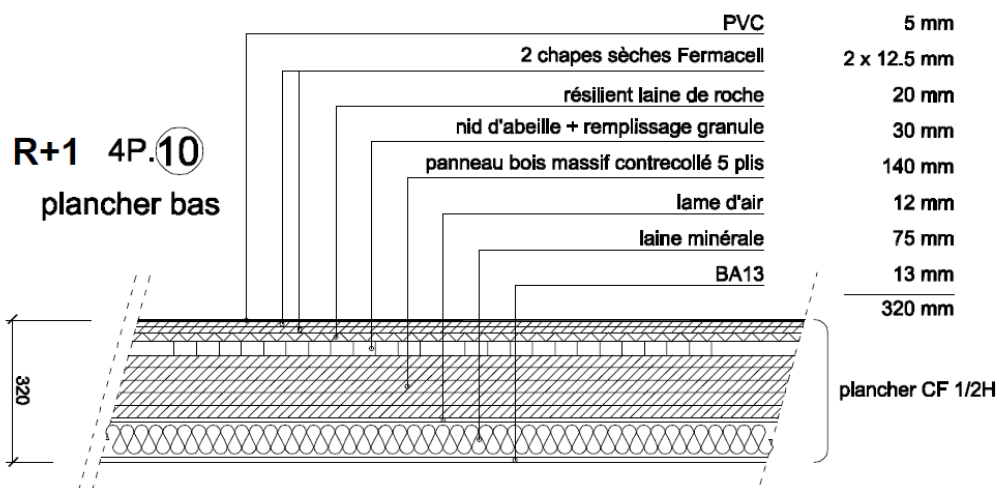 PVC 5 mm
2 chapes sèches Fermacell 2 x 12.5 mm
résilient laine de roche 20 mm
nid d'abeille + remplissage granule 30 mm
R+1 4P.10
panneau bois massif contrecollé 5 plis 140 mm
plancher bas
lame d'air 12 mm
laine minérale 75 mm
BA13 13 mm
320 mm
320
plancher CF 1/2H